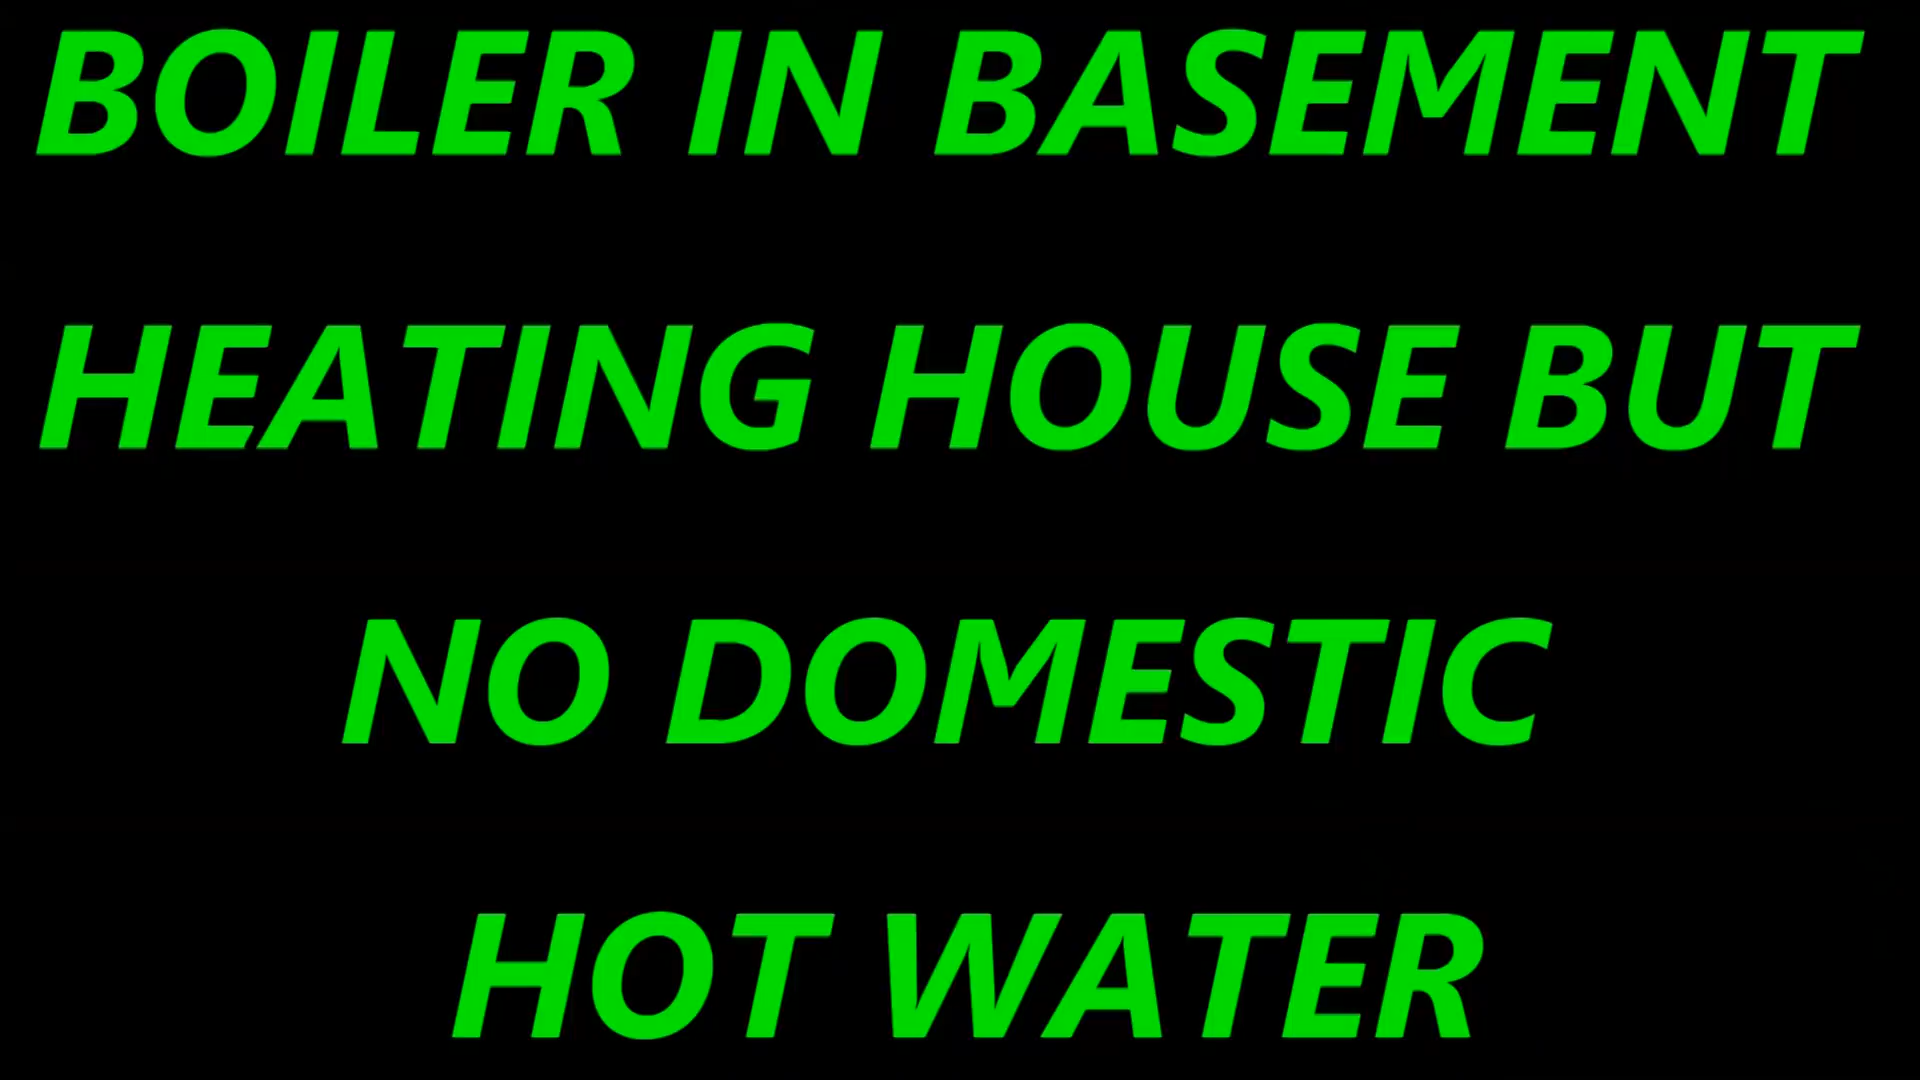 BOILER IN BASEMENT
HEATING HOUSE BUT
NO DOMESTIC
HOT WATER